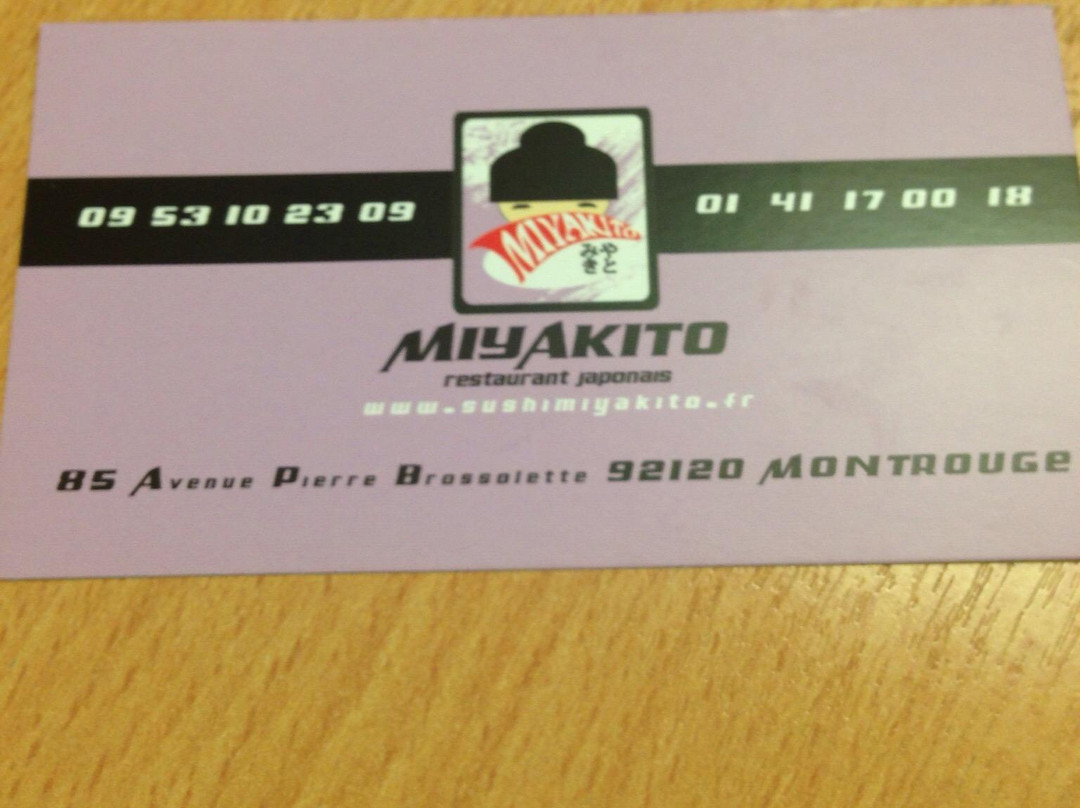 09 53 10 23 09
01 41 17 00 18
MIYAKITO
みや
きと
MIYAKITO
restaurant japonais
www.sushimiyakito.fr
85 Avenue Pierre Brossolette 92120 MONTROUGE